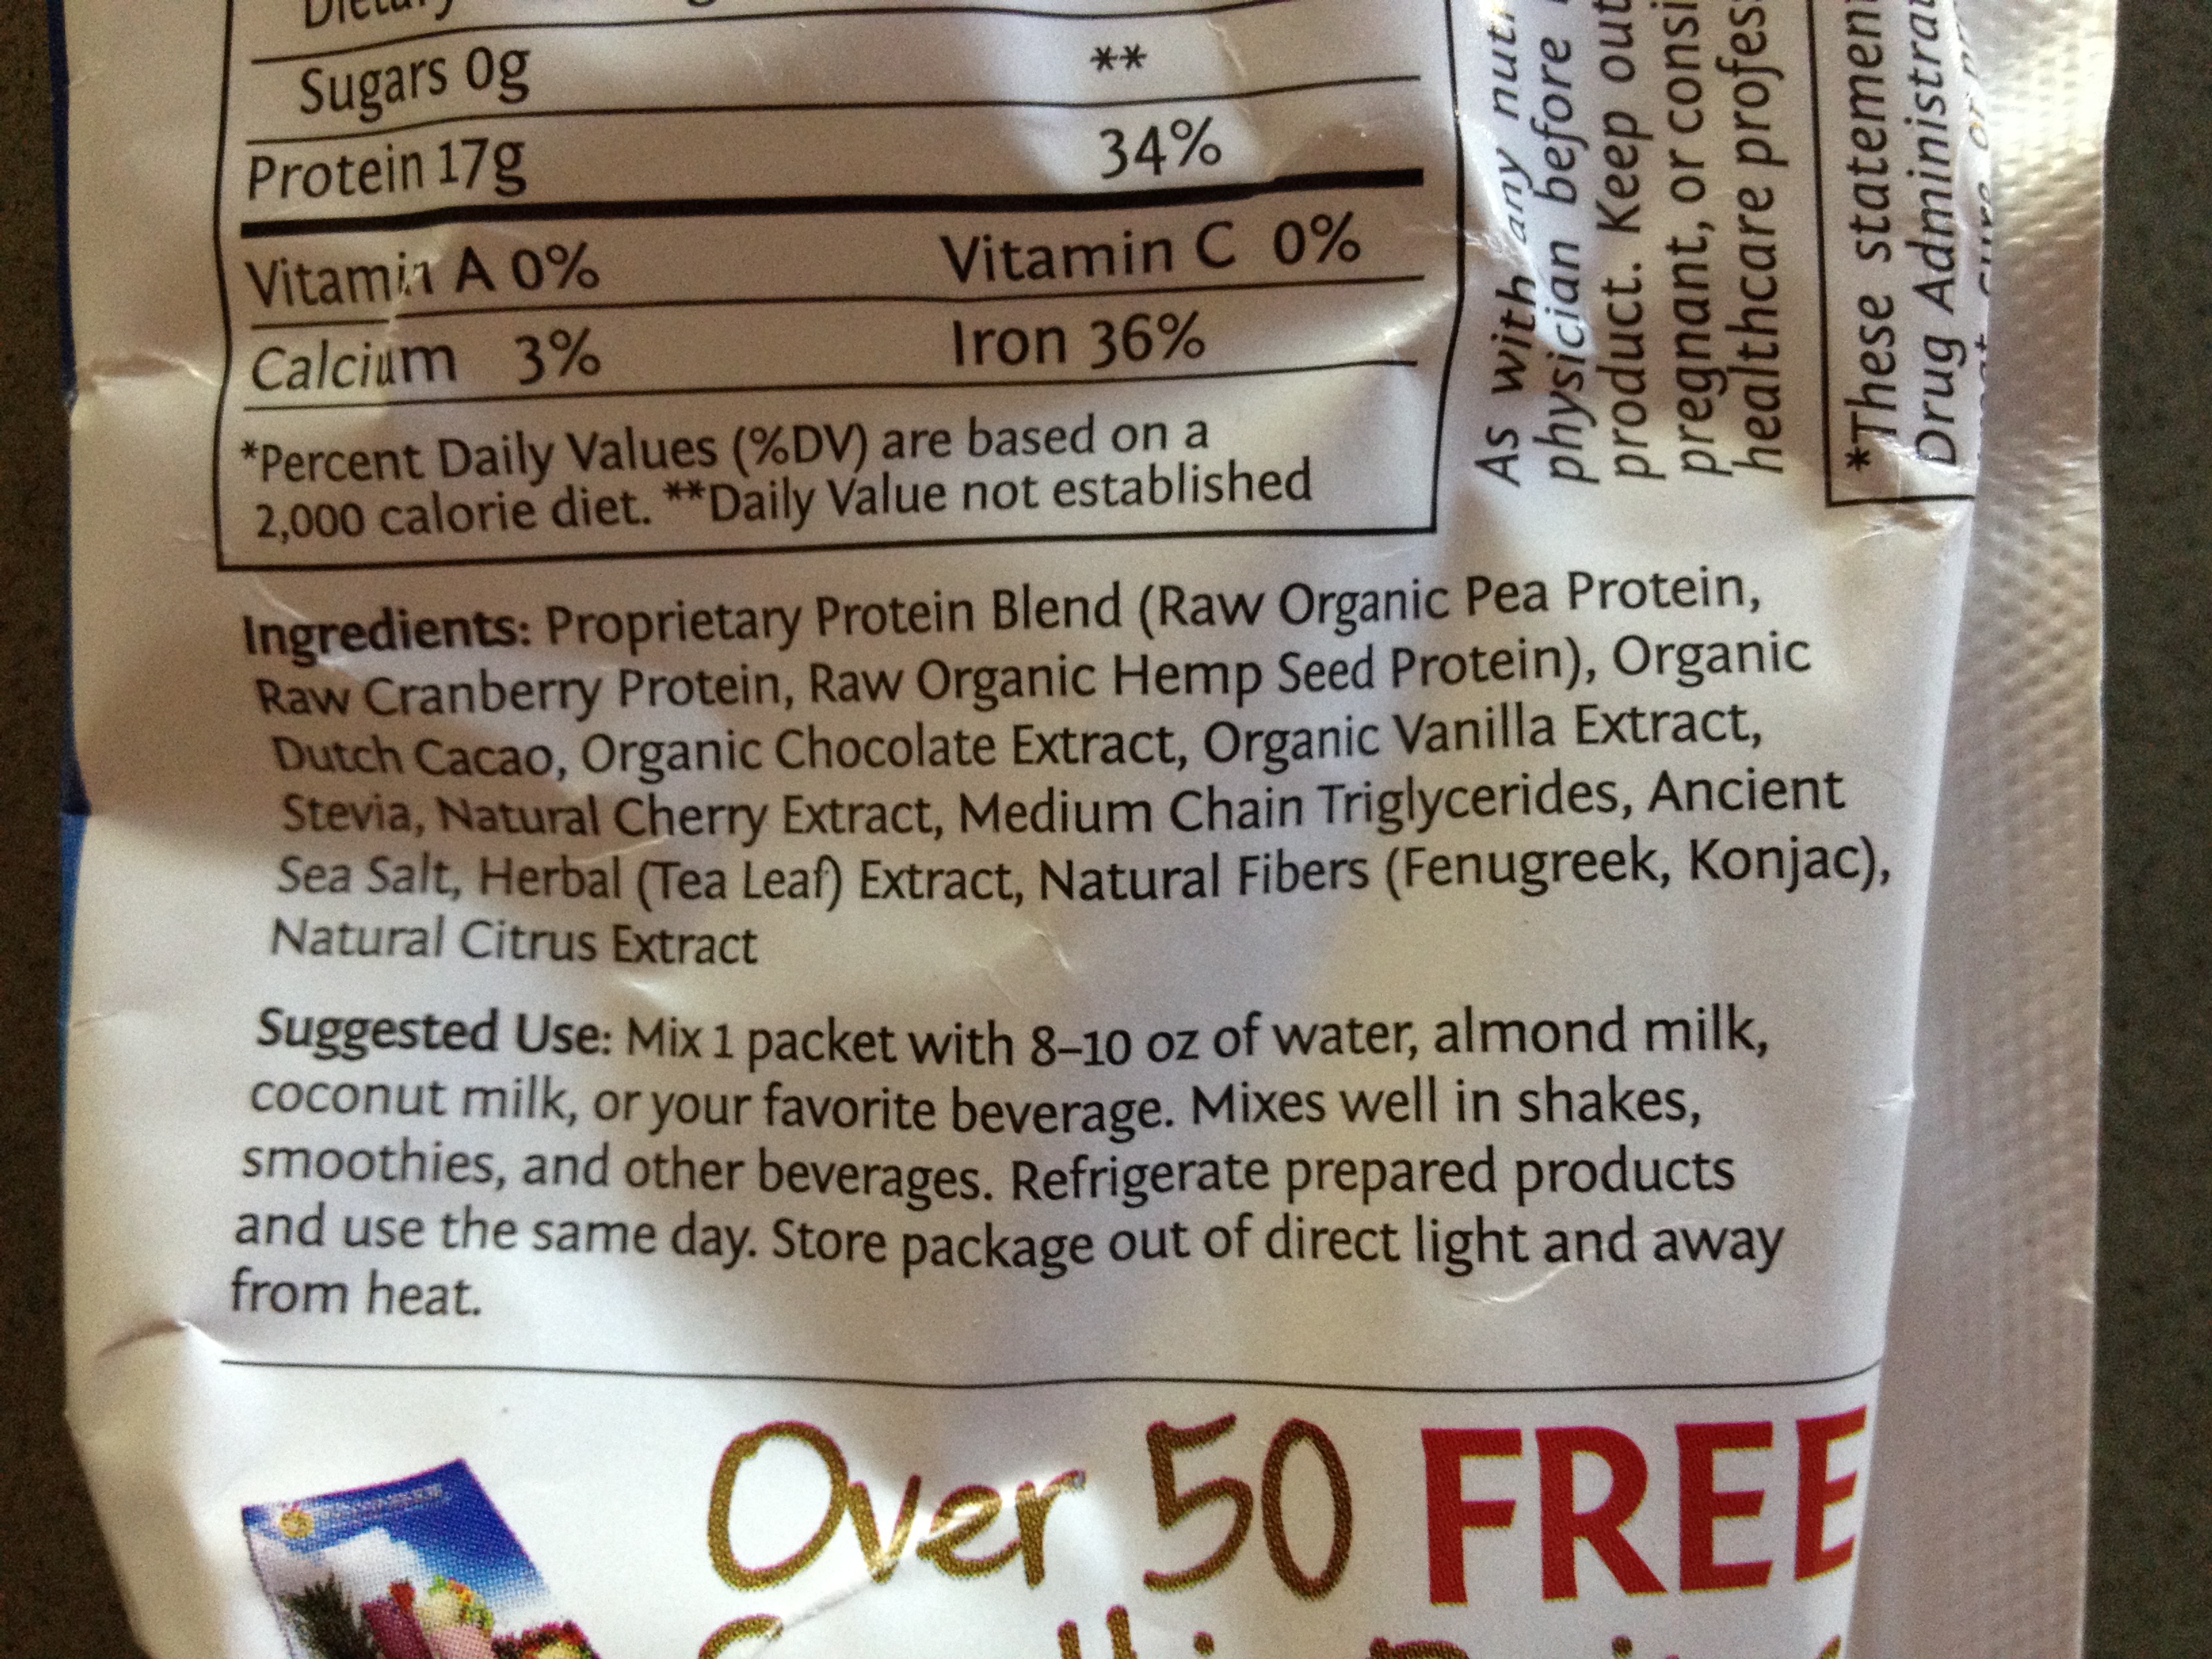 Sugars 0g **
Protein 17g 34%
Vitamin A 0% Vitamin C 0%
Calcium 3% Iron 36%
*Percent Daily Values (%DV) are based on a
2,000 calorie diet. **Daily Value not established
As with any
physician before
product. Keep out
pregnant, or
healthcare
*These
Drug
Ingredients: Proprietary Protein Blend (Raw Organic Pea Protein,
Raw Cranberry Protein, Raw Organic Hemp Seed Protein), Organic
Dutch Cacao, Organic Chocolate Extract, Organic Vanilla Extract,
Stevia, Natural Cherry Extract, Medium Chain Triglycerides, Ancient
Sea Salt, Herbal (Tea Leaf) Extract, Natural Fibers (Fenugreek, Konjac),
Natural Citrus Extract
Suggested Use: Mix 1 packet with 8–10 oz of water, almond milk,
coconut milk, or your favorite beverage. Mixes well in shakes,
smoothies, and other beverages. Refrigerate prepared products
and use the same day. Store package out of direct light and away
from heat.
Over 50 FREE